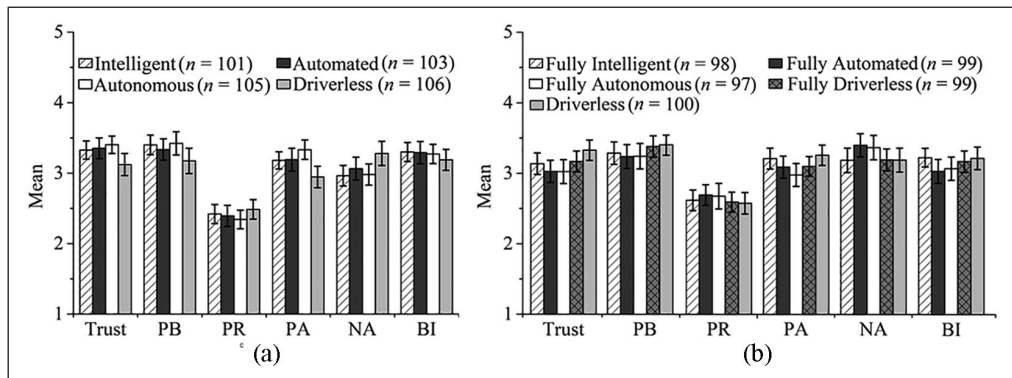 5
4
3
2
1
Mean
Intelligent (n = 101)
Automated (n = 103)
Autonomous (n = 105)
Driverless (n = 106)
Trust
PB
PR
PA
NA
BI
(a)
5
4
3
2
1
Mean
Fully Intelligent (n = 98)
Fully Automated (n = 99)
Fully Autonomous (n = 97)
Fully Driverless (n = 99)
Driverless (n = 100)
Trust
PB
PR
PA
NA
BI
(b)